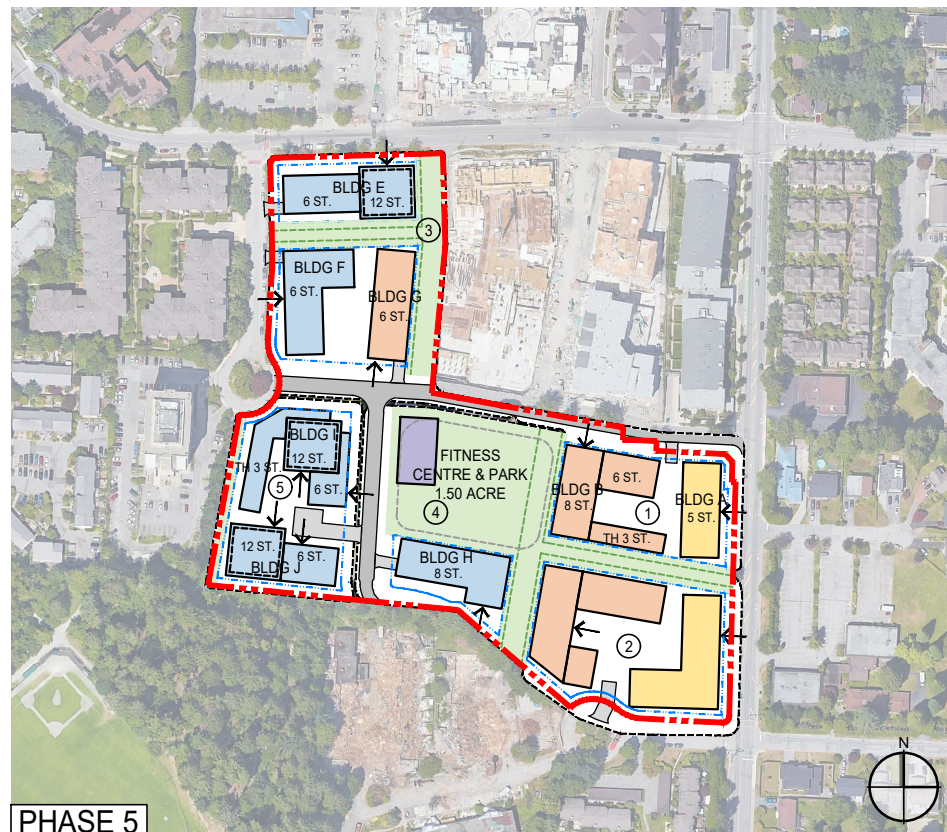 BLDG E
6 ST.
12 ST.
3
BLDG F
6 ST.
BLDG G
6 ST.
BLDG I
12 ST.
TH 3 ST.
5
6 ST.
12 ST.
6 ST.
BLDG J
FITNESS
CENTRE & PARK
1.50 ACRE
4
BLDG H
8 ST.
BLDG B
8 ST.
6 ST.
1
TH 3 ST.
BLDG A
5 ST.
2
N
PHASE 5